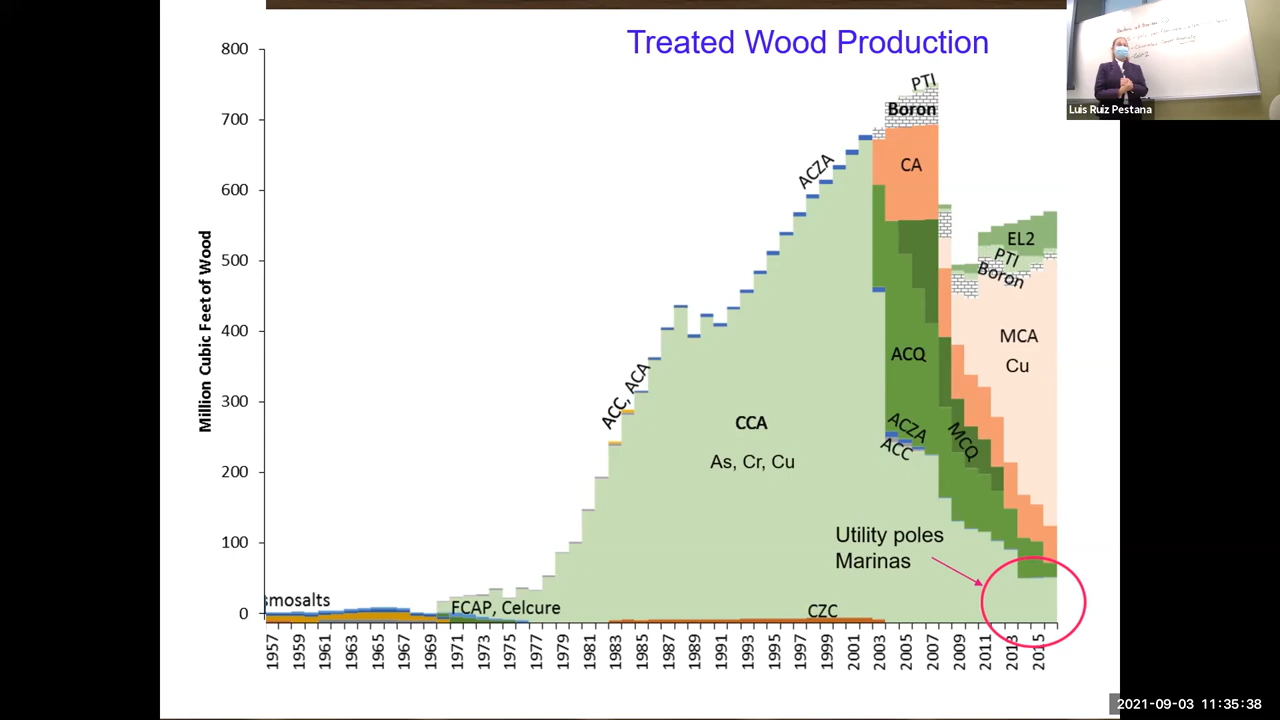 Treated Wood Production
Million Cubic Feet of Wood
800
700
600
500
400
300
200
100
0
smosalts
FCAP, Celcure
CZC
ACC, ACA
CCA
As, Cr, Cu
ACZA
PTI
Boron
CA
ACQ
ACZA
ACC
MCQ
EL2
PTI
Boron
MCA
Cu
Utility poles
Marinas
1957
1959
1961
1963
1965
1967
1969
1971
1973
1975
1977
1979
1981
1983
1985
1987
1989
1991
1993
1995
1997
1999
2001
2003
2005
2007
2009
2011
2013
2015
Luis Ruiz Pestana
2021-09-03 11:35:38